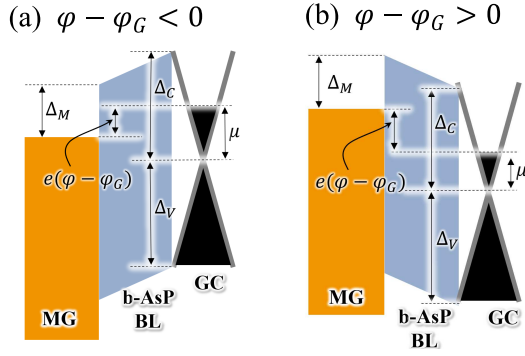 (a) φ − φ_G < 0
Δ_M
Δ_C
μ
e(φ − φ_G)
Δ_V
MG
b-AsP
BL
GC
(b) φ − φ_G > 0
Δ_M
Δ_C
μ
e(φ − φ_G)
Δ_V
MG
b-AsP
BL
GC